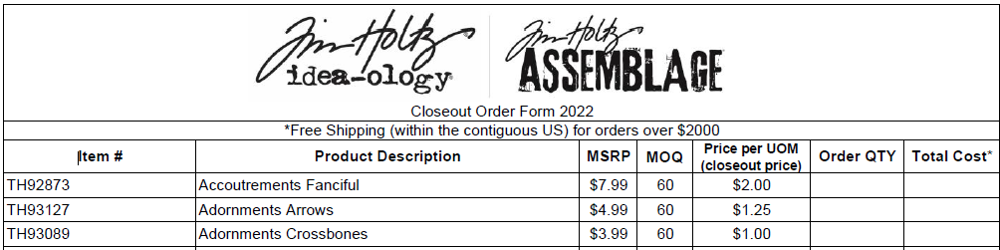 Tim Holtz Tim Holtz
idea-ology ASSEMBLAGE
Closeout Order Form 2022
*Free Shipping (within the contiguous US) for orders over $2000
Item # Product Description MSRP MOQ Price per UOM (closeout price) Order QTY Total Cost*
TH92873 Accoutrements Fanciful $7.99 60 $2.00
TH93127 Adornments Arrows $4.99 60 $1.25
TH93089 Adornments Crossbones $3.99 60 $1.00